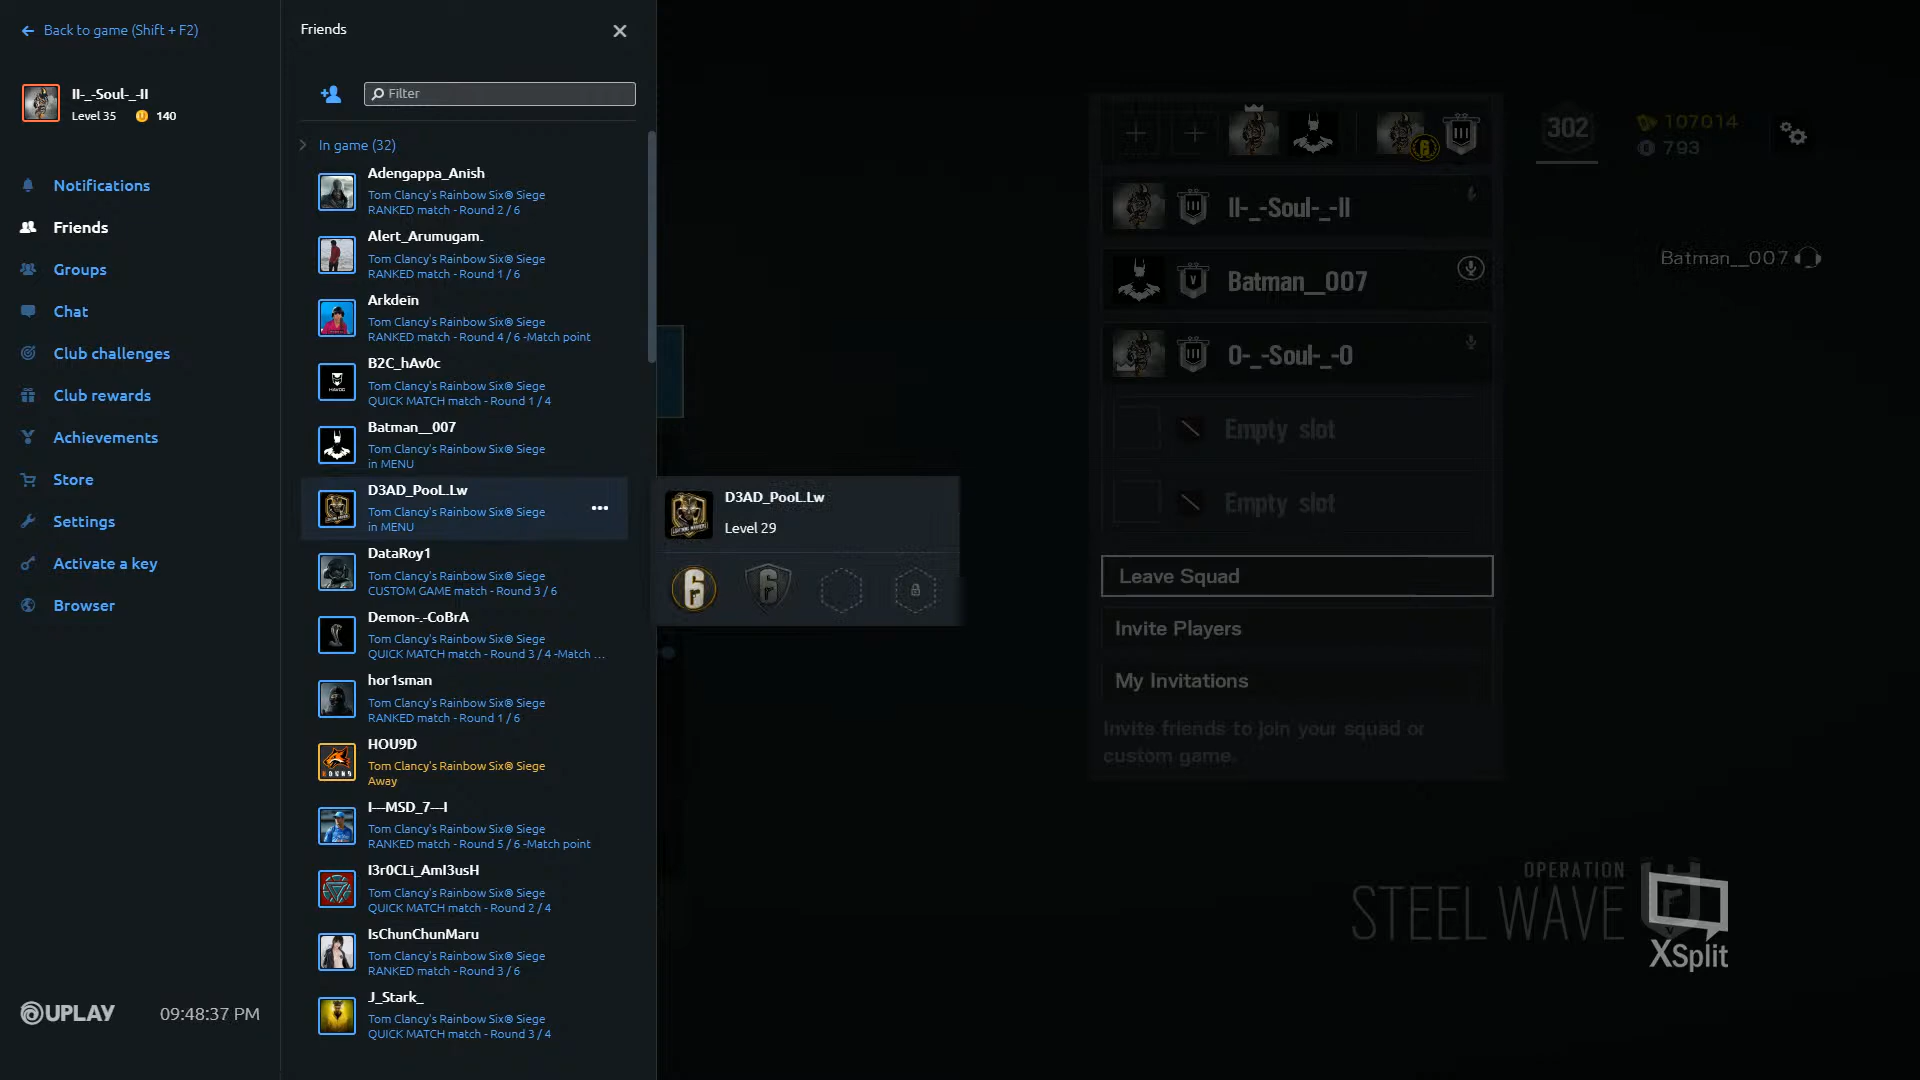 Back to game (Shift + F2)
II-_-Soul-_-II
Level 35
140
Notifications
Friends
Groups
Chat
Club challenges
Club rewards
Achievements
Store
Settings
Activate a key
Browser
UPLAY
09:48:37 PM
Friends
Filter
In game (32)
Adengappa_Anish
Tom Clancy's Rainbow Six® Siege
RANKED match - Round 2 / 6
Alert_Arumugam.
Tom Clancy's Rainbow Six® Siege
RANKED match - Round 1 / 6
Arkdein
Tom Clancy's Rainbow Six® Siege
RANKED match - Round 4 / 6 -Match point
B2C_hAv0c
Tom Clancy's Rainbow Six® Siege
QUICK MATCH match - Round 1 / 4
Batman__007
Tom Clancy's Rainbow Six® Siege
in MENU
D3AD_PooL.Lw
Tom Clancy's Rainbow Six® Siege
in MENU
DataRoy1
Tom Clancy's Rainbow Six® Siege
CUSTOM GAME match - Round 3 / 6
Demon-.-CoBrA
Tom Clancy's Rainbow Six® Siege
QUICK MATCH match - Round 3 / 4 -Match ...
hor1sman
Tom Clancy's Rainbow Six® Siege
RANKED match - Round 1 / 6
HOU9D
Tom Clancy's Rainbow Six® Siege
Away
I---MSD_7---I
Tom Clancy's Rainbow Six® Siege
RANKED match - Round 5 / 6 -Match point
I3r0CLi_AmI3usH
Tom Clancy's Rainbow Six® Siege
QUICK MATCH match - Round 2 / 4
IsChunChunMaru
Tom Clancy's Rainbow Six® Siege
RANKED match - Round 3 / 6
J_Stark_
Tom Clancy's Rainbow Six® Siege
QUICK MATCH match - Round 3 / 4
D3AD_PooL.Lw
Level 29
302
107014
793
II-_-Soul-_-II
Batman__007
O-_-Soul-_-O
Empty slot
Empty slot
Leave Squad
Invite Players
My Invitations
Invite friends to join your squad or
custom game.
Batman__007
OPERATION
STEEL WAVE
XSplit